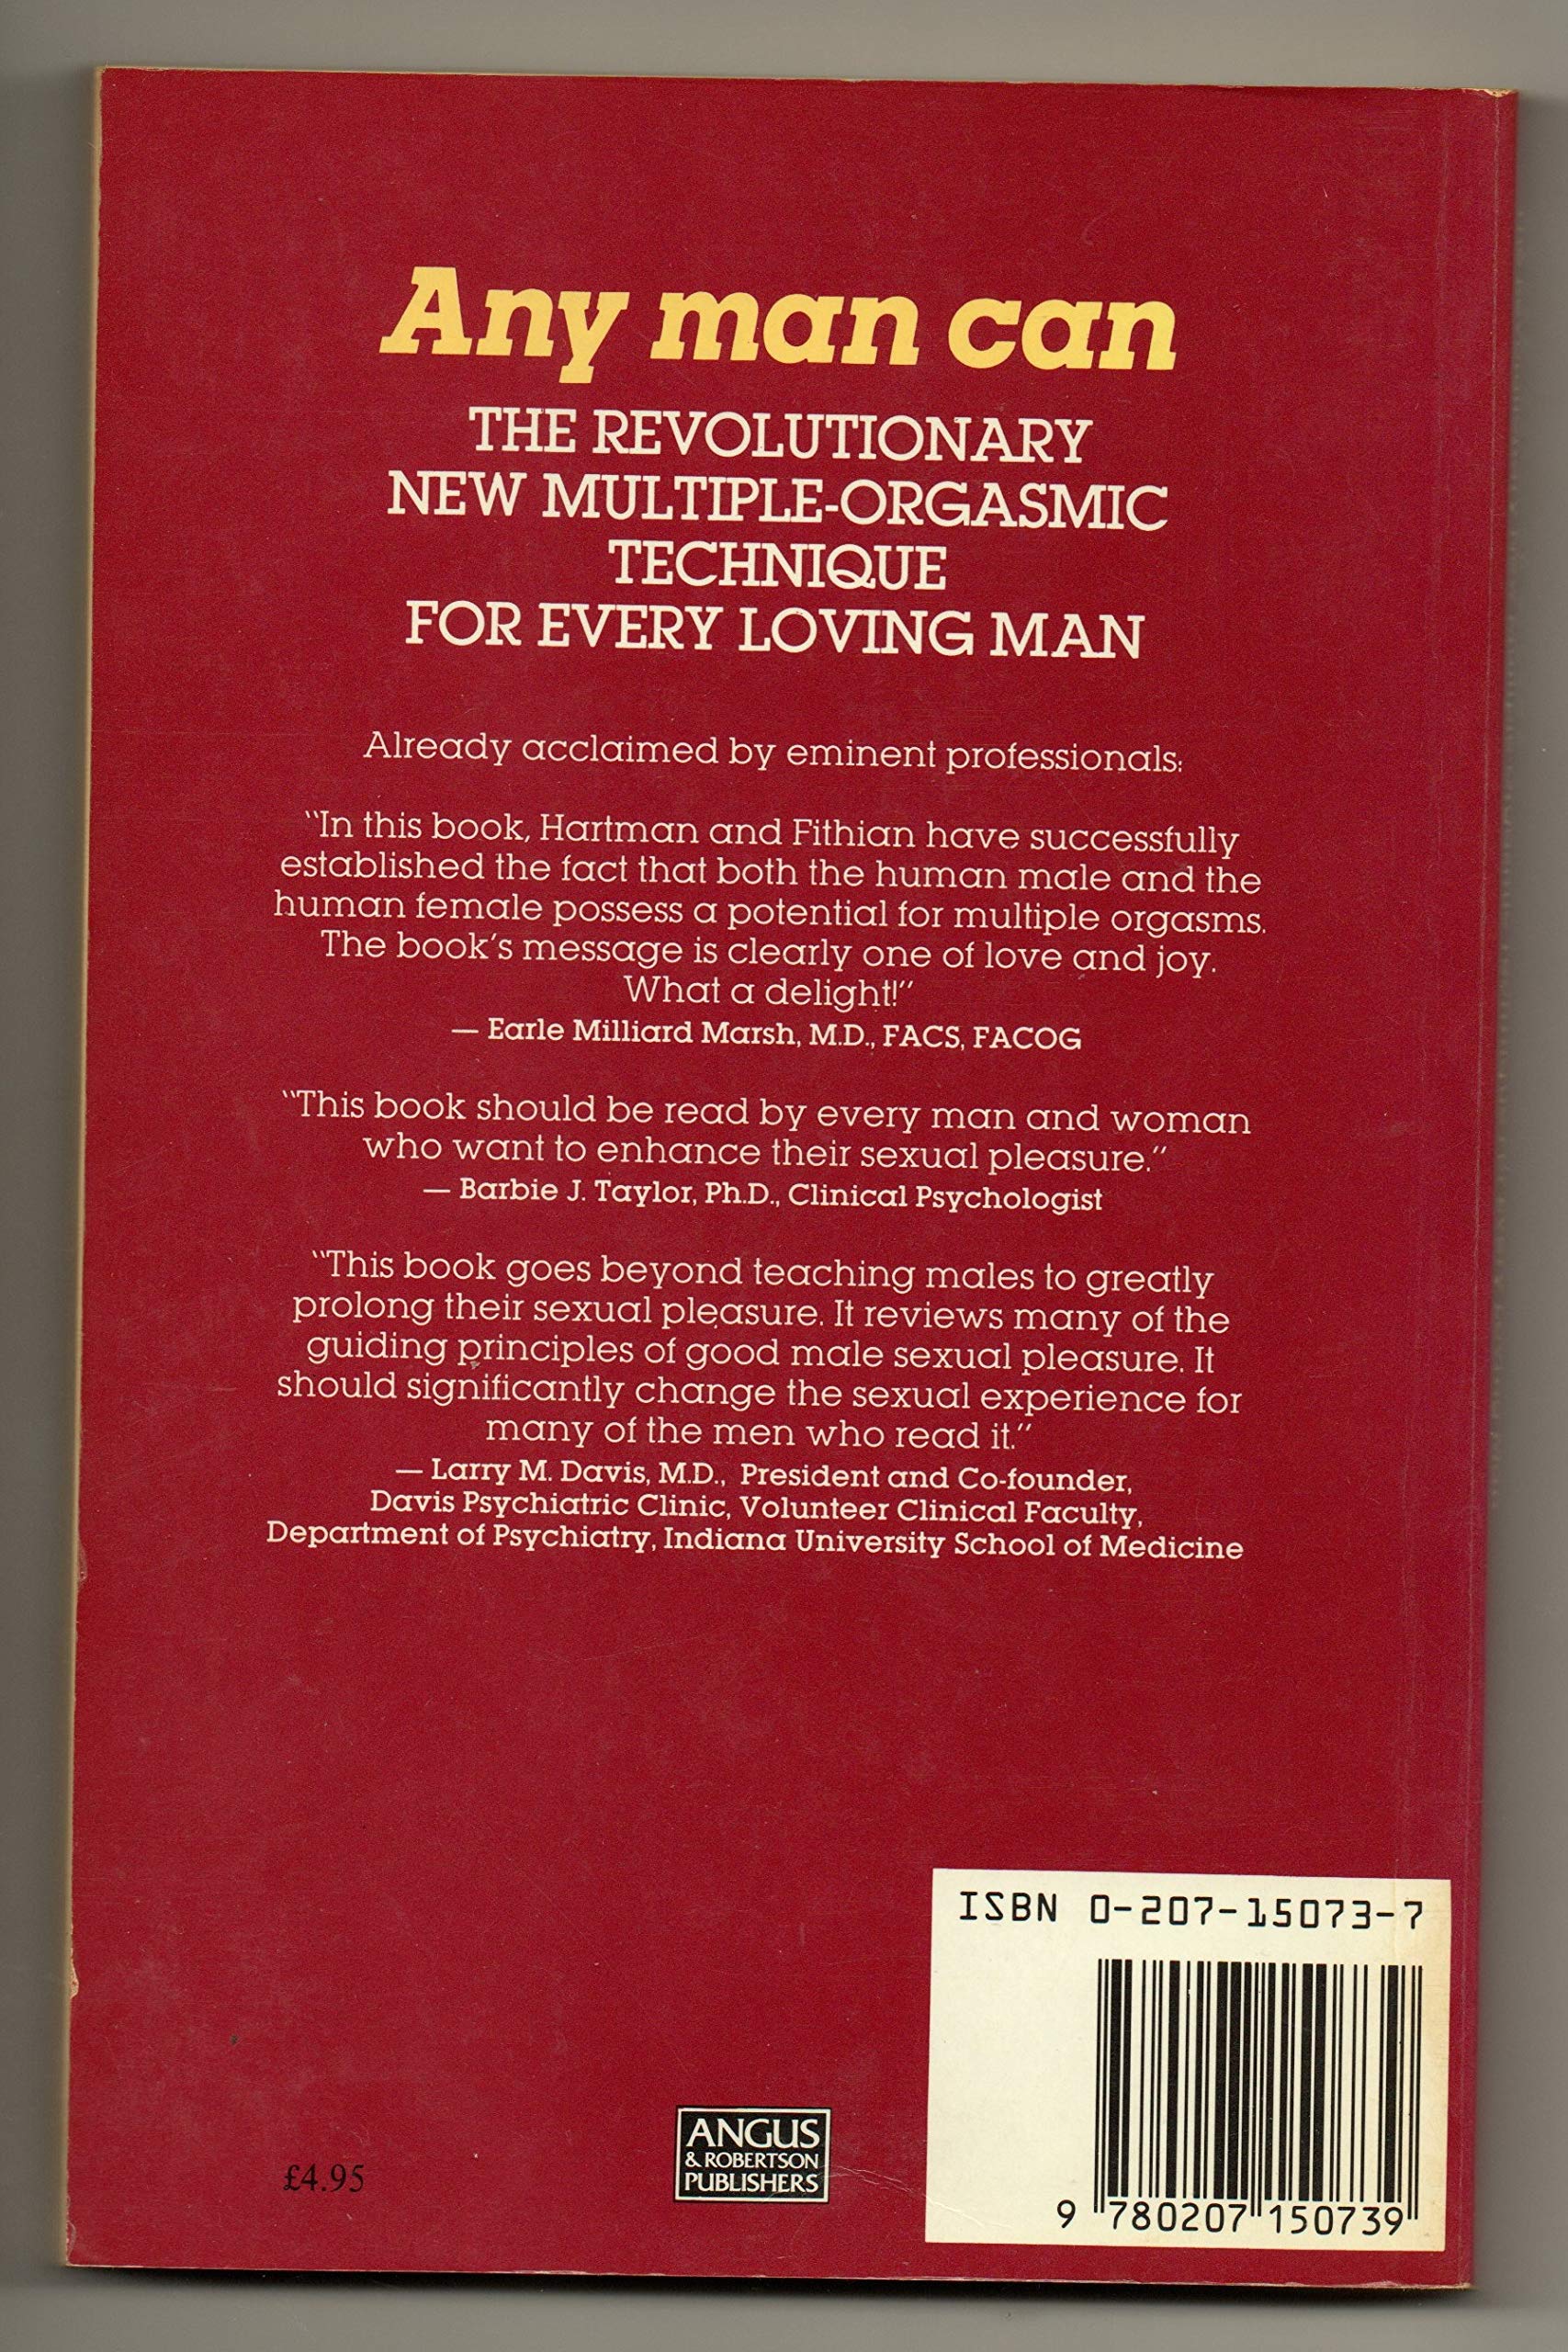 Any man can
THE REVOLUTIONARY
NEW MULTIPLE-ORGASMIC
TECHNIQUE
FOR EVERY LOVING MAN
Already acclaimed by eminent professionals:
"In this book, Hartman and Fithian have successfully
established the fact that both the human male and the
human female possess a potential for multiple orgasms.
The book's message is clearly one of love and joy.
What a delight!"
— Earle Milliard Marsh, M.D., FACS, FACOG
"This book should be read by every man and woman
who want to enhance their sexual pleasure."
— Barbie J. Taylor, Ph.D., Clinical Psychologist
"This book goes beyond teaching males to greatly
prolong their sexual pleasure. It reviews many of the
guiding principles of good male sexual pleasure. It
should significantly change the sexual experience for
many of the men who read it."
— Larry M. Davis, M.D., President and Co-founder,
Davis Psychiatric Clinic, Volunteer Clinical Faculty,
Department of Psychiatry, Indiana University School of Medicine
ISBN 0-207-15073-7
9 780207 150739
ANGUS
& ROBERTSON
PUBLISHERS
£4.95